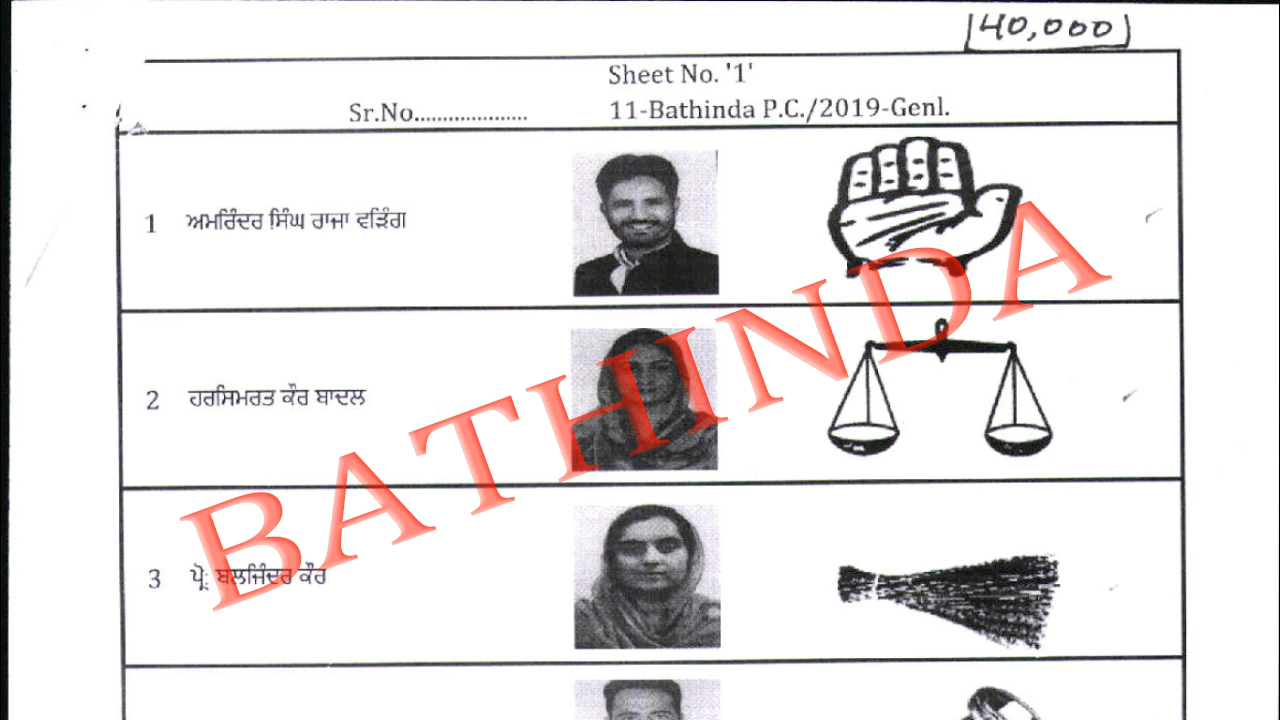 40,000
Sheet No. '1'
Sr.No..................... 11-Bathinda P.C./2019-Genl.
1 ਅਮਰਿੰਦਰ ਸਿੰਘ ਰਾਜਾ ਵੜਿੰਗ
2 ਹਰਸਿਮਰਤ ਕੌਰ ਬਾਦਲ
3 ਪ੍ਰੋ: ਬਲਜਿੰਦਰ ਕੌਰ
BATHINDA